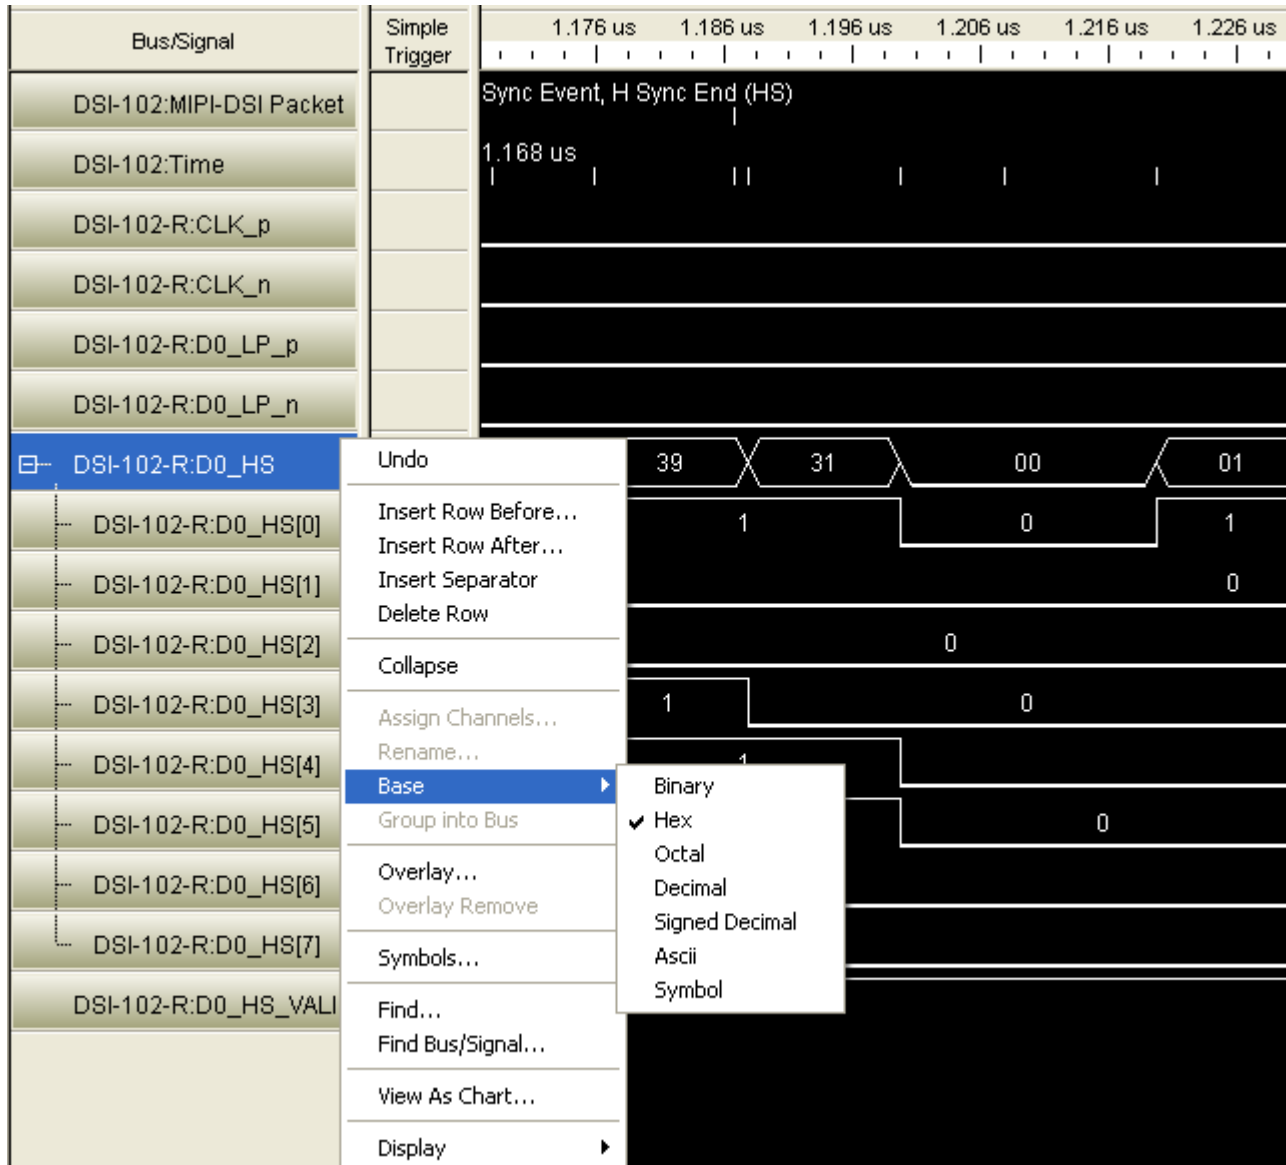 Bus/Signal
Simple Trigger
1.176 us 1.186 us 1.196 us 1.206 us 1.216 us 1.226 us
DSI-102:MIPI-DSI Packet
Sync Event, H Sync End (HS)
DSI-102:Time
1.168 us
DSI-102-R:CLK_p
DSI-102-R:CLK_n
DSI-102-R:D0_LP_p
DSI-102-R:D0_LP_n
DSI-102-R:D0_HS
39 31 00 01
DSI-102-R:D0_HS[0]
1 0 1
DSI-102-R:D0_HS[1]
0
DSI-102-R:D0_HS[2]
0
DSI-102-R:D0_HS[3]
1 0
DSI-102-R:D0_HS[4]
1
DSI-102-R:D0_HS[5]
0
DSI-102-R:D0_HS[6]
DSI-102-R:D0_HS[7]
DSI-102-R:D0_HS_VALI
Undo
Insert Row Before...
Insert Row After...
Insert Separator
Delete Row
Collapse
Assign Channels...
Rename...
Base
Group into Bus
Overlay...
Overlay Remove
Symbols...
Find...
Find Bus/Signal...
View As Chart...
Display
Binary
Hex
Octal
Decimal
Signed Decimal
Ascii
Symbol